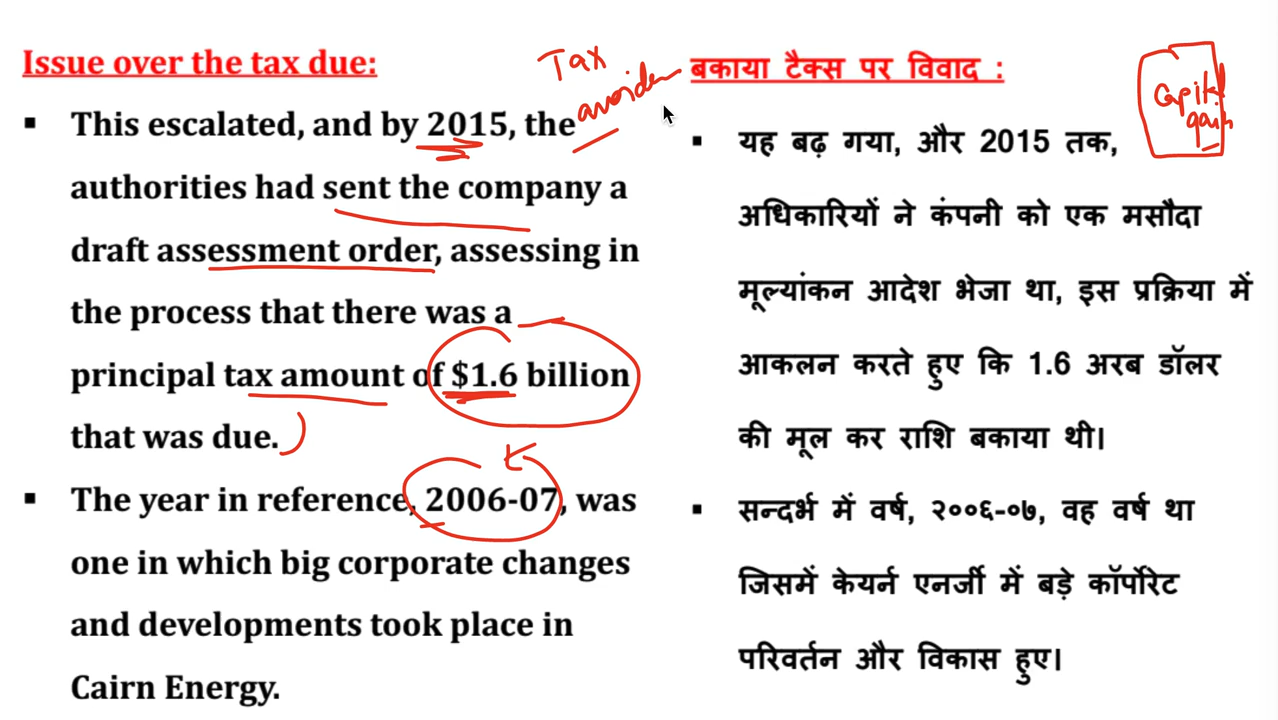 Issue over the tax due:
▪ This escalated, and by 2015, the
authorities had sent the company a
draft assessment order, assessing in
the process that there was a
principal tax amount of $1.6 billion
that was due.
▪ The year in reference, 2006-07, was
one in which big corporate changes
and developments took place in
Cairn Energy.
Tax
बकाया टैक्स पर विवाद :
▪ यह बढ़ गया, और 2015 तक,
अधिकारियों ने कंपनी को एक मसौदा
मूल्यांकन आदेश भेजा था, इस प्रक्रिया में
आकलन करते हुए कि 1.6 अरब डॉलर
की मूल कर राशि बकाया थी।
▪ सन्दर्भ में वर्ष, २००६-०७, वह वर्ष था
जिसमें केयर्न एनर्जी में बड़े कॉर्पोरेट
परिवर्तन और विकास हुए।
Capital
gain